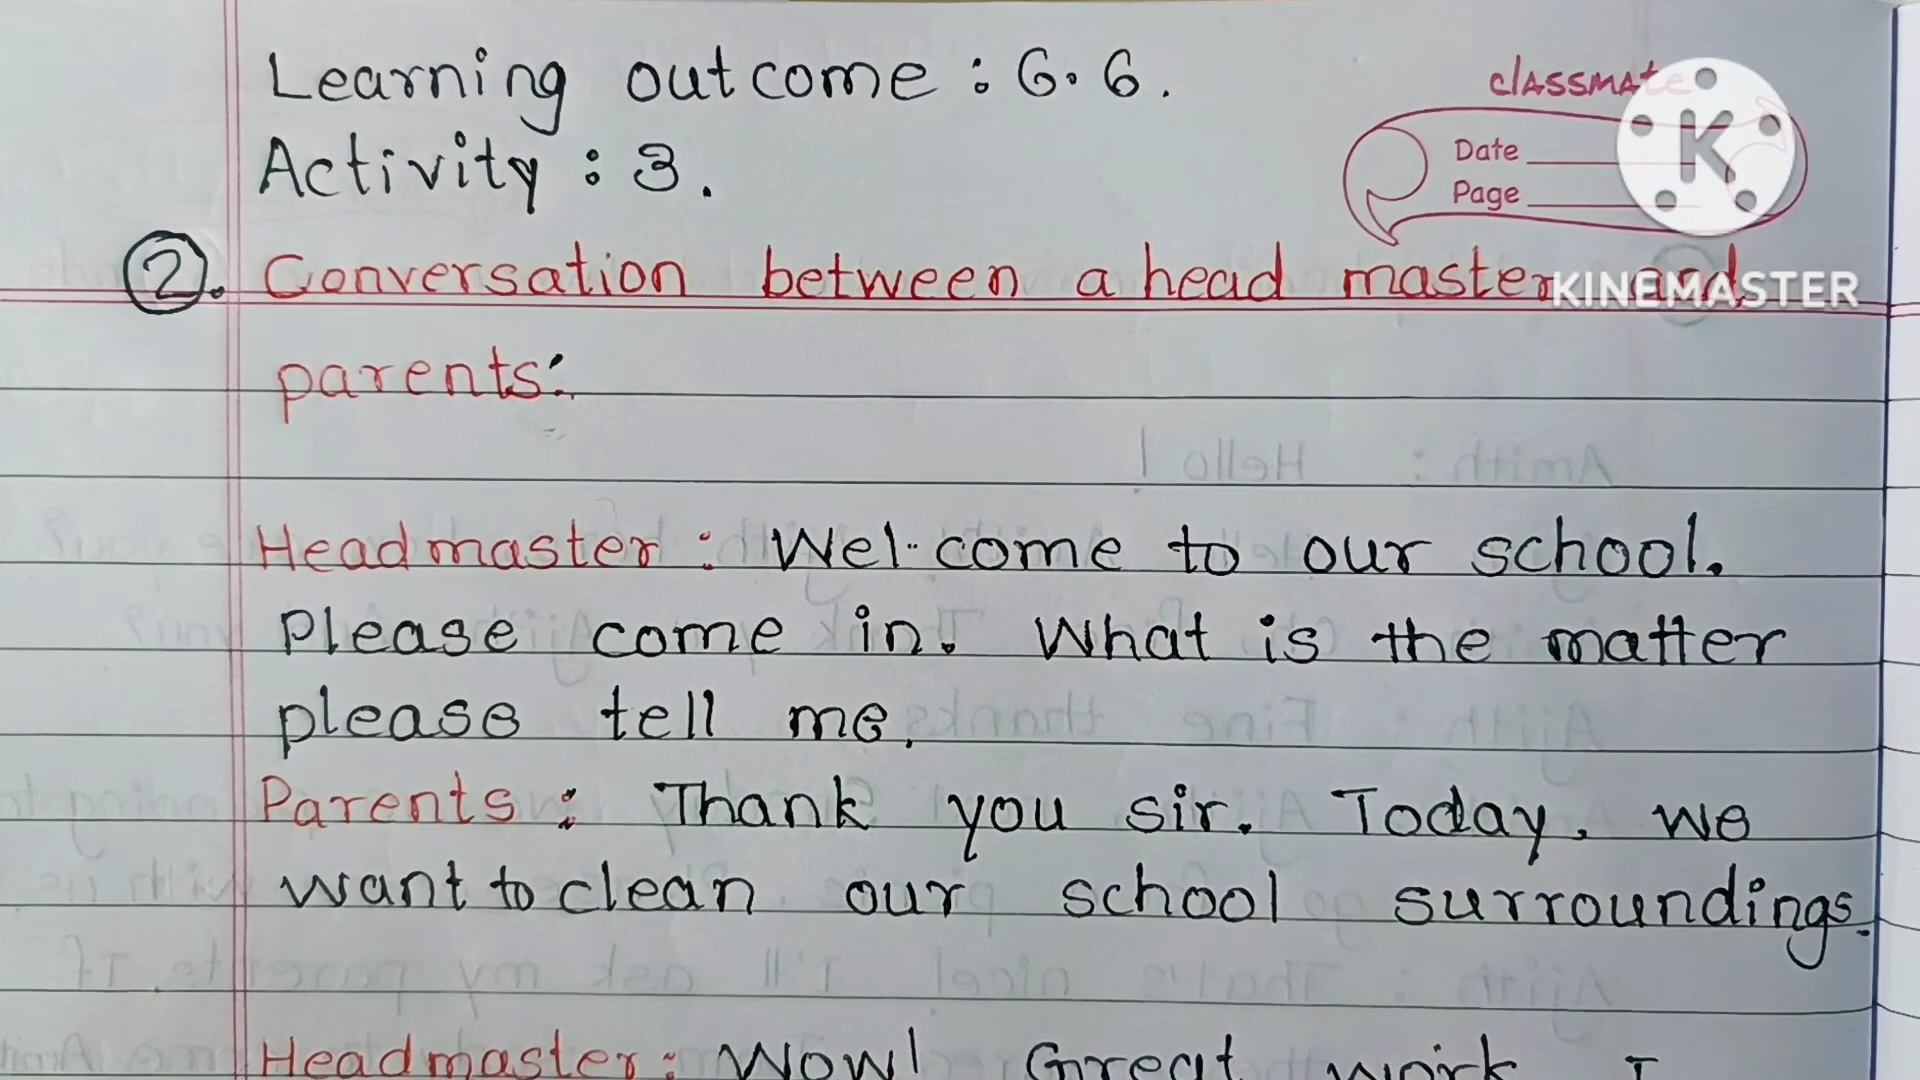 Learning outcome : 6.6.
Activity : 3.
classmate
Date
Page
K
KINEMASTER
2. Conversation between a head master and
parents:
Headmaster : Wel.come to our school.
Please come in. What is the matter
please tell me.
Parents : Thank you sir. Today, we
want to clean our school surroundings.
Headmaster : Wow! Great work I